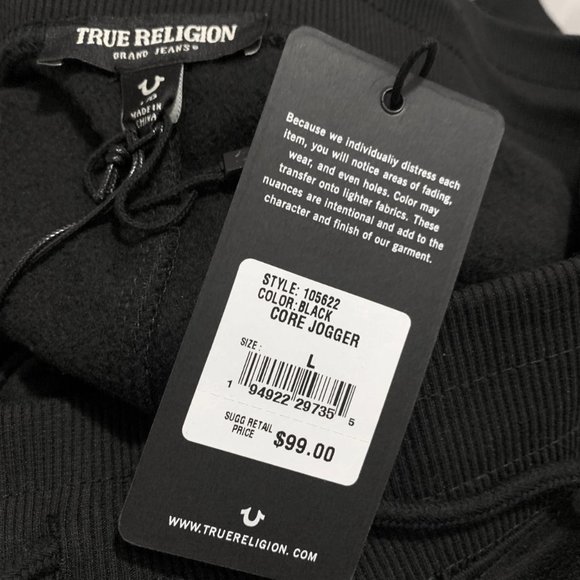 TRUE RELIGION
BRAND JEANS®
MADE IN
CHINA
Because we individually distress each
item, you will notice areas of fading,
wear, and even holes. Color may
transfer onto lighter fabrics. These
nuances are intentional and add to the
character and finish of our garment.
STYLE: 105622
COLOR:BLACK
CORE JOGGER
SIZE :
L
1 94922 29735 5
SUGG RETAIL
PRICE
$99.00
WWW.TRUERELIGION. COM